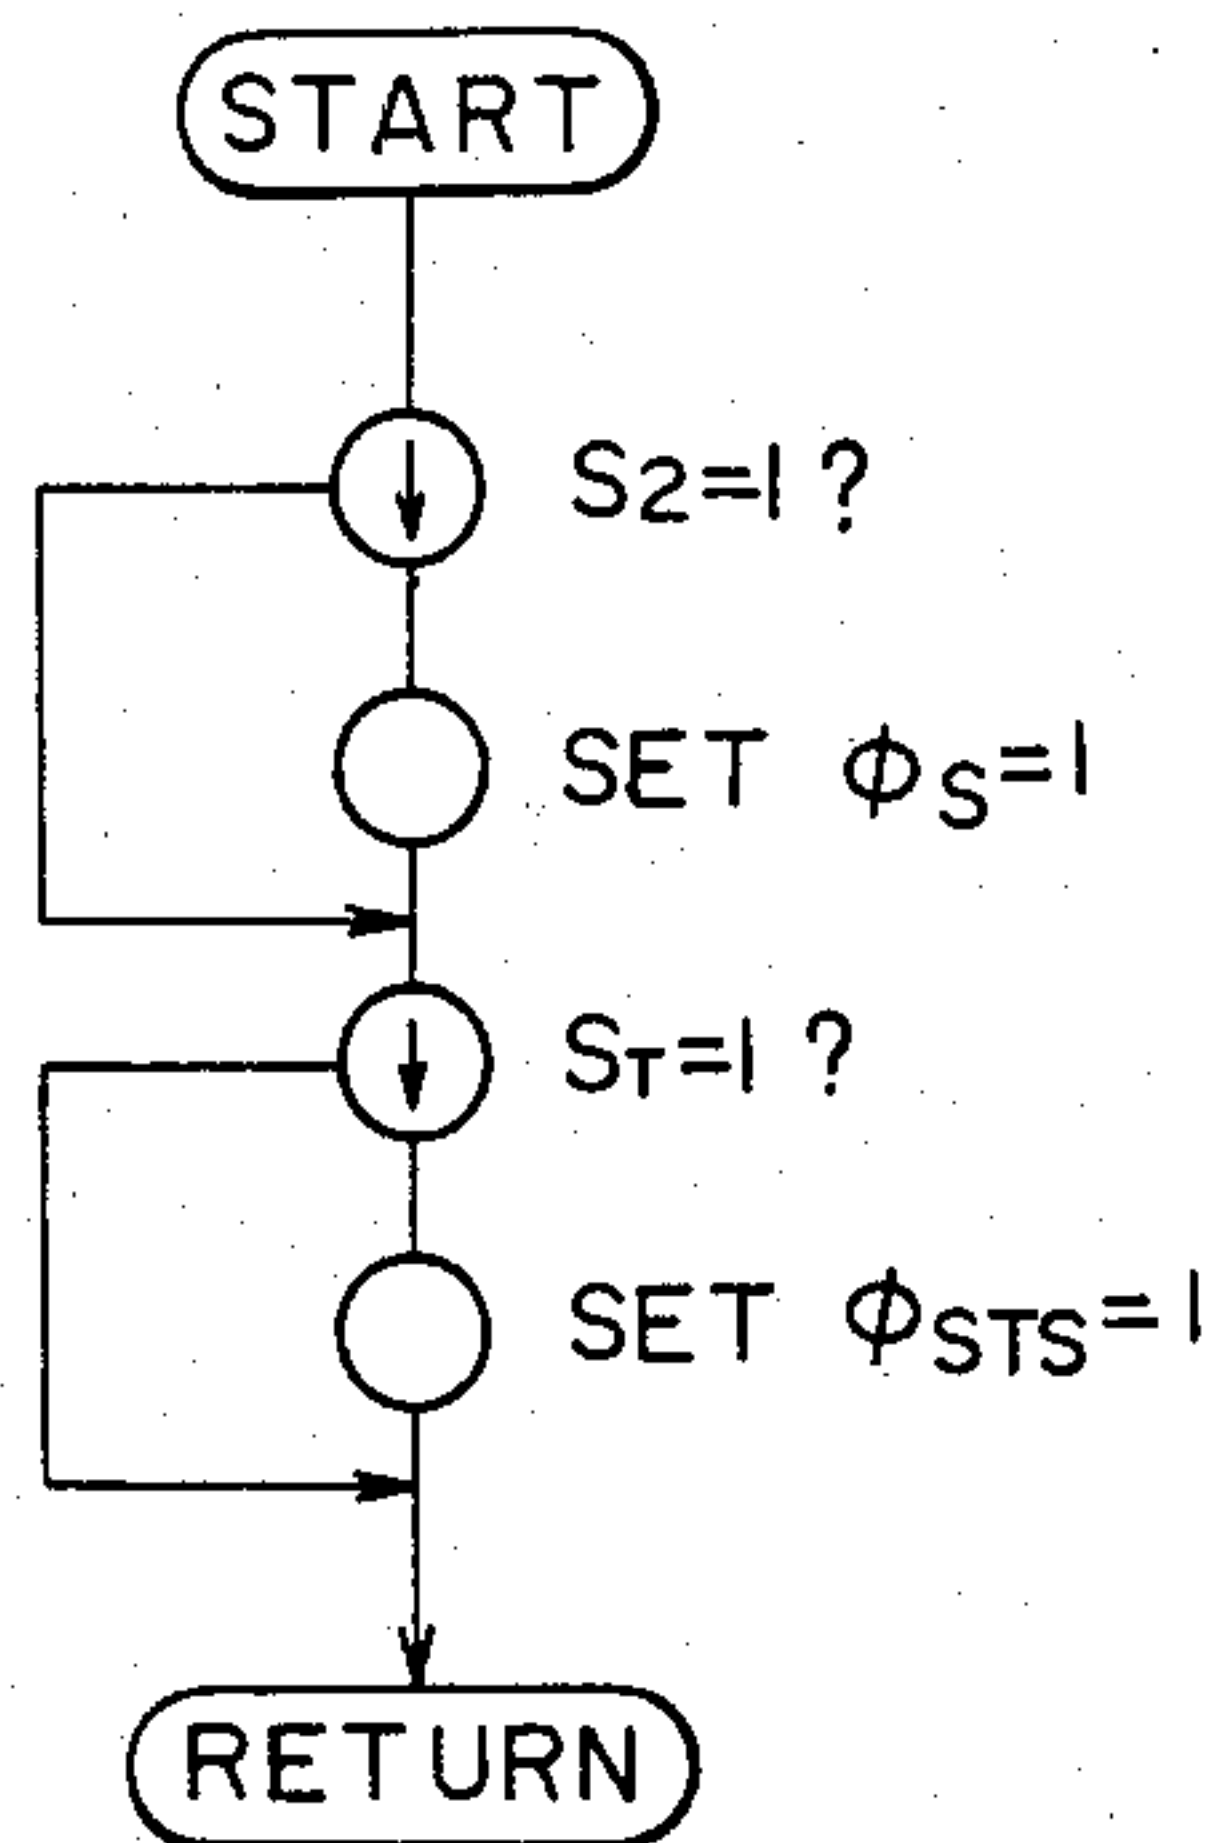 START
S2=1 ?
SET ϕS=1
ST=1 ?
SET ϕSTS=1
RETURN